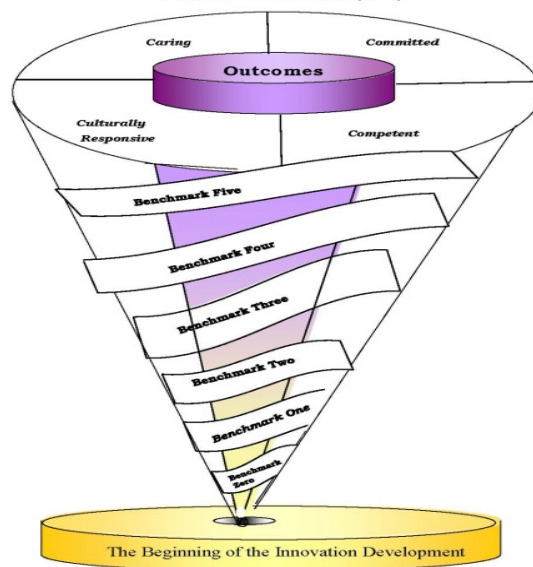 Caring
Committed
Outcomes
Culturally
Responsive
Competent
Benchmark Five
Benchmark Four
Benchmark Three
Benchmark Two
Benchmark One
Benchmark
Zero
The Beginning of the Innovation Development